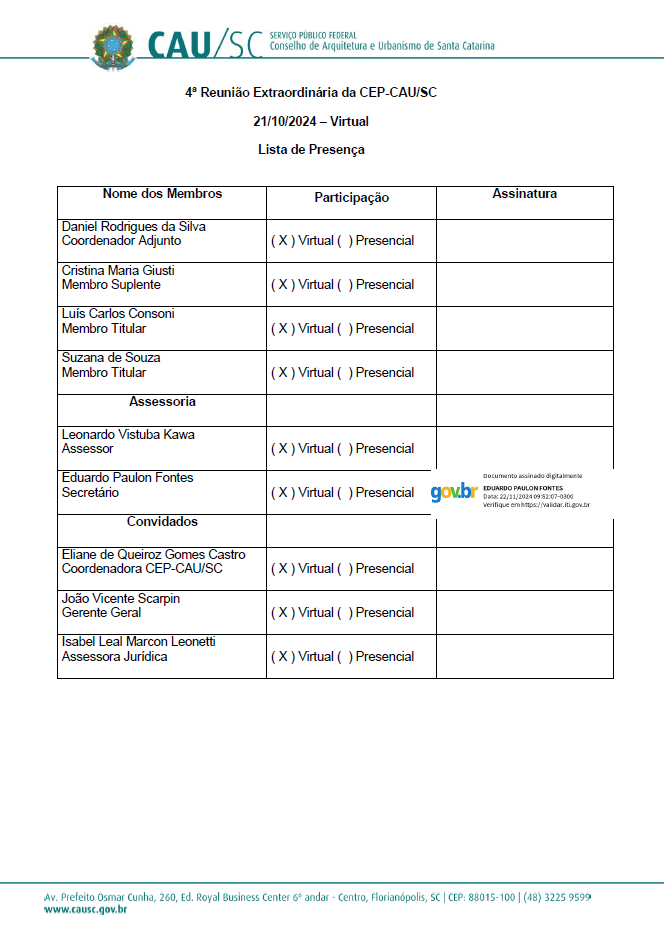 CAU/SC
SERVIÇO PÚBLICO FEDERAL
Conselho de Arquitetura e Urbanismo de Santa Catarina
4ª Reunião Extraordinária da CEP-CAU/SC
21/10/2024 – Virtual
Lista de Presença
Nome dos Membros Participação Assinatura
Daniel Rodrigues da Silva
Coordenador Adjunto ( X ) Virtual ( ) Presencial
Cristina Maria Giusti
Membro Suplente ( X ) Virtual ( ) Presencial
Luís Carlos Consoni
Membro Titular ( X ) Virtual ( ) Presencial
Suzana de Souza
Membro Titular ( X ) Virtual ( ) Presencial
Assessoria
Leonardo Vistuba Kawa
Assessor ( X ) Virtual ( ) Presencial
Eduardo Paulon Fontes
Secretário ( X ) Virtual ( ) Presencial
gov.br
Documento assinado digitalmente
EDUARDO PAULON FONTES
Data: 22/11/2024 09:52:07-0300
Verifique em https://validar.iti.gov.br
Convidados
Eliane de Queiroz Gomes Castro
Coordenadora CEP-CAU/SC ( X ) Virtual ( ) Presencial
João Vicente Scarpin
Gerente Geral ( X ) Virtual ( ) Presencial
Isabel Leal Marcon Leonetti
Assessora Jurídica ( X ) Virtual ( ) Presencial
Av. Prefeito Osmar Cunha, 260, Ed. Royal Business Center 6º andar - Centro, Florianópolis, SC | CEP: 88015-100 | (48) 3225 9599
www.causc.gov.br